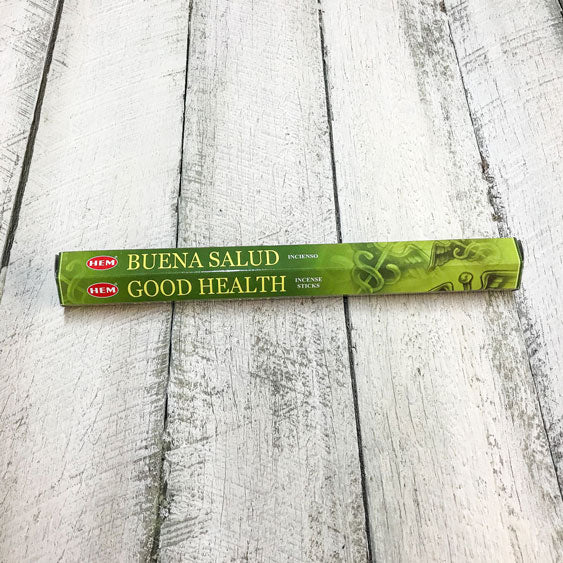 HEM BUENA SALUD INCIENSO
HEM GOOD HEALTH INCENSE
STICKS